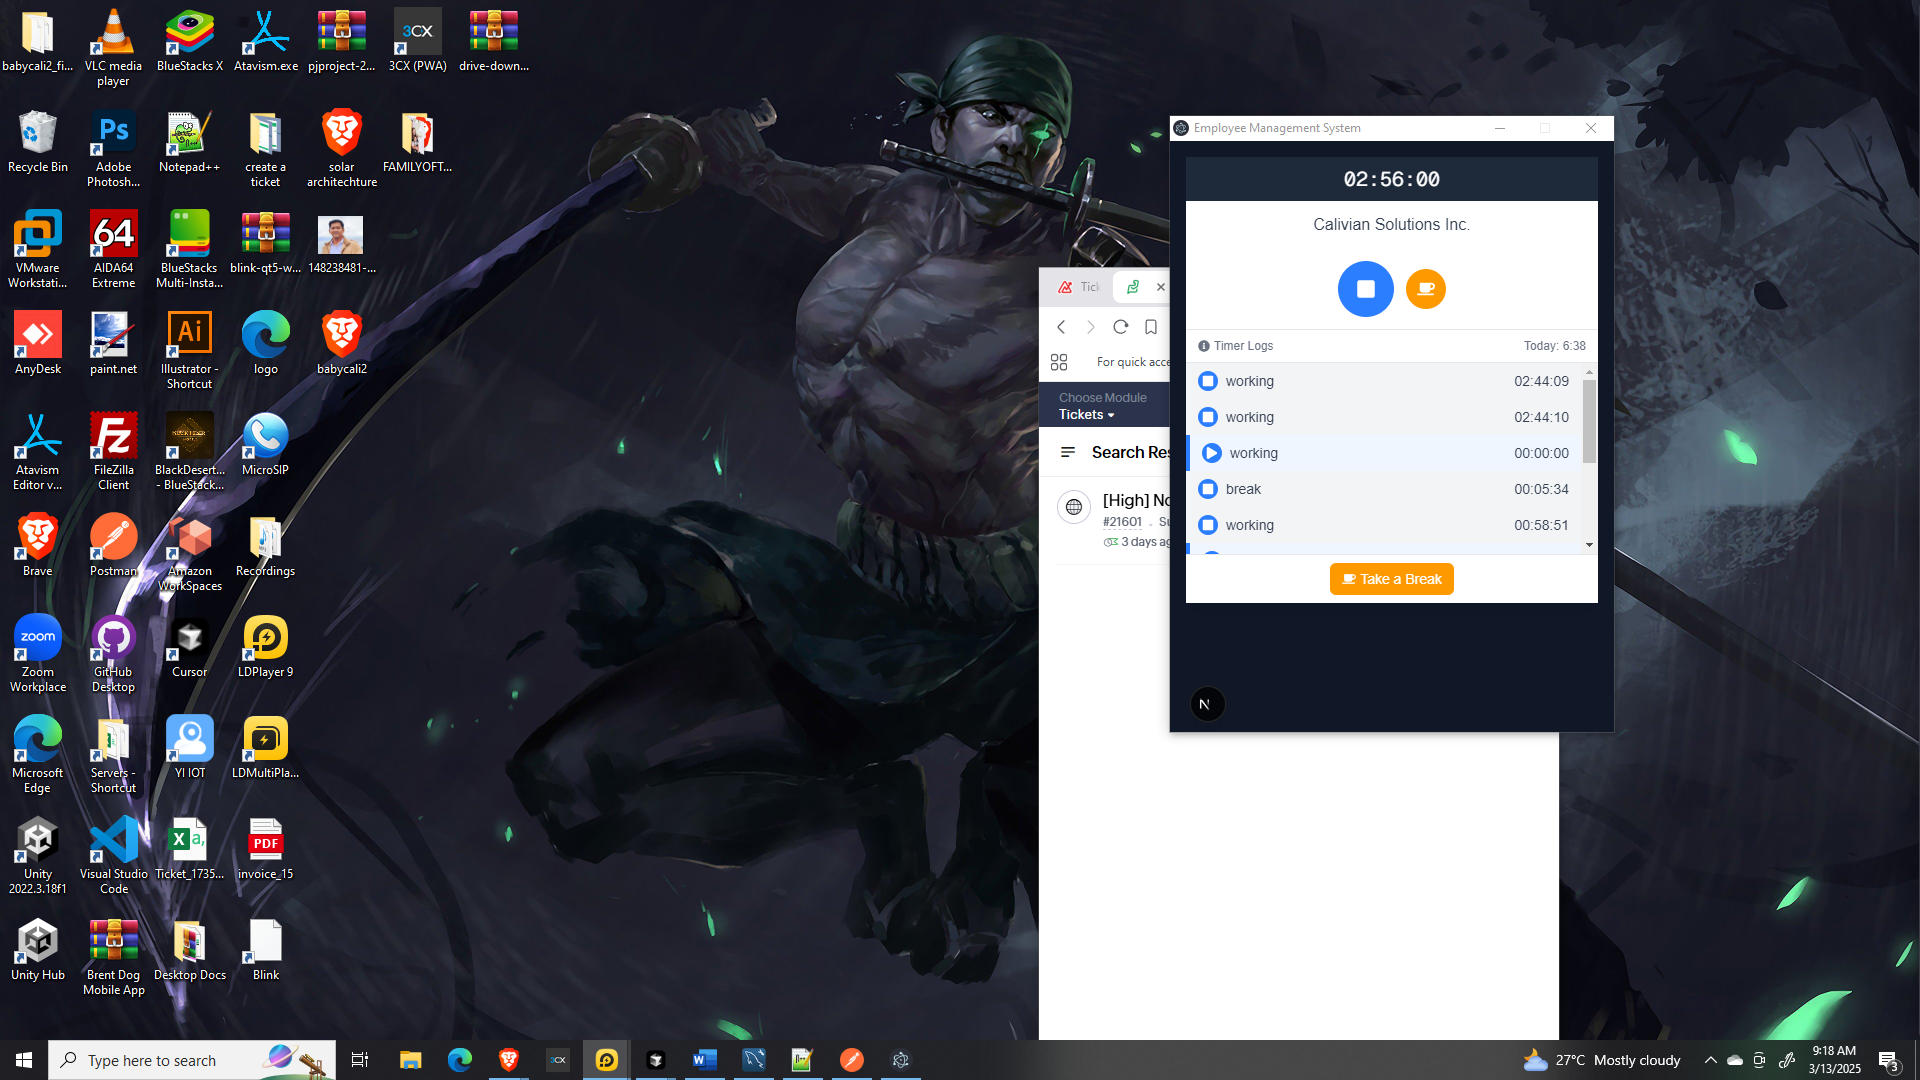 babycali2_fi...
VLC media
player
BlueStacks X
Atavism.exe
pjproject-2...
3CX
3CX (PWA)
drive-down...
Recycle Bin
Ps
Adobe
Photosh...
Notepad++
create a
ticket
solar
architechture
FAMILYOFT...
VMware
Workstati...
64
AIDA64
Extreme
BlueStacks
Multi-Insta...
blink-qt5-w...
148238481-...
AnyDesk
paint.net
Ai
Illustrator -
Shortcut
logo
babycali2
Atavism
Editor v...
Fz
FileZilla
Client
BlackDesert...
- BlueStack...
MicroSIP
Brave
Postman
Amazon
WorkSpaces
Recordings
zoom
Zoom
Workplace
GitHub
Desktop
Cursor
LDPlayer 9
Microsoft
Edge
Servers -
Shortcut
YI IOT
LDMultiPla...
Unity
2022.3.18f1
Visual Studio
Code
X a,
Ticket_1735...
PDF
invoice_15
Unity Hub
Brent Dog
Mobile App
Desktop Docs
Blink
Tick
For quick acce
Choose Module
Tickets
Search Res
[High] No
#21601 . Su
3 days ag
Employee Management System
02:56:00
Calivian Solutions Inc.
Timer Logs
Today: 6:38
working 02:44:09
working 02:44:10
working 00:00:00
break 00:05:34
working 00:58:51
Take a Break
N
Type here to search
3CX
W
27°C Mostly cloudy
9:18 AM
3/13/2025
3